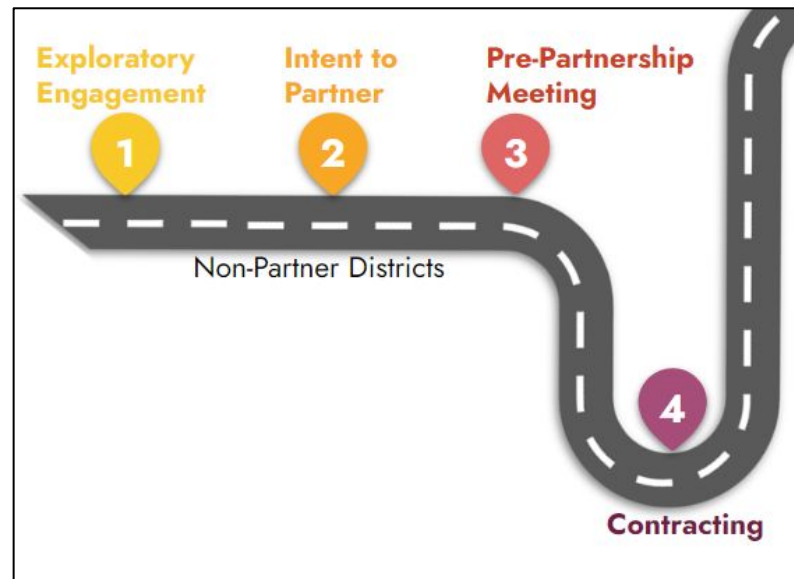 Exploratory
Engagement
Intent to
Partner
Pre-Partnership
Meeting
1
2
3
Non-Partner Districts
4
Contracting